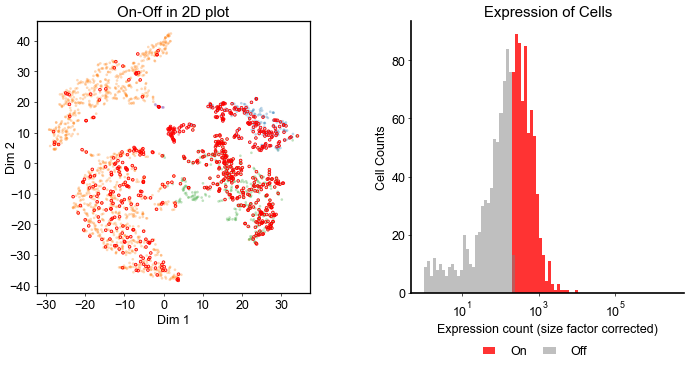 On-Off in 2D plot
40
30
20
10
0
−10
−20
−30
−40
Dim 2
−30 −20 −10 0 10 20 30
Dim 1
Expression of Cells
80
60
40
20
0
Cell Counts
10^1 10^3 10^5
Expression count (size factor corrected)
On Off